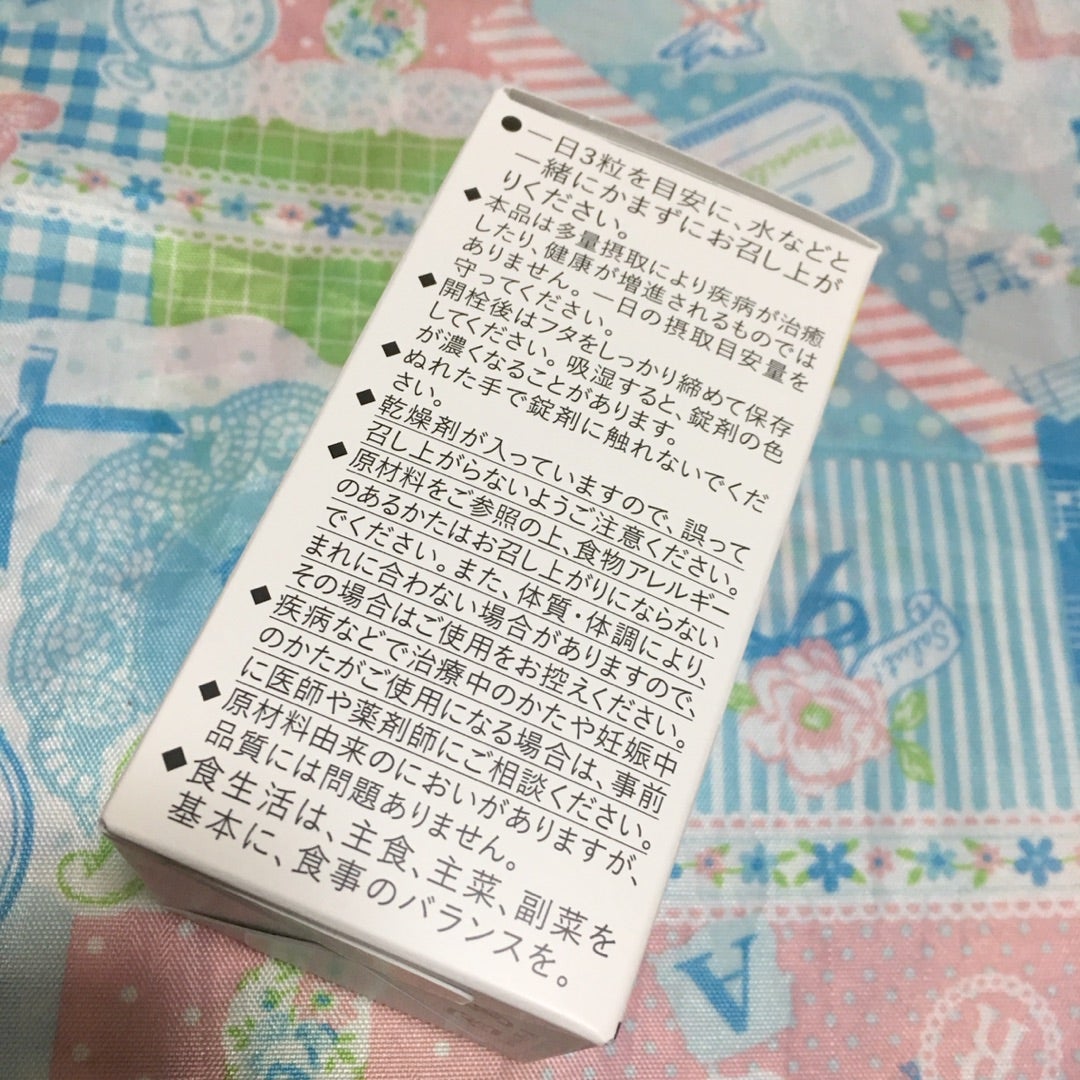 ●一日3粒を目安に、水などと
一緒にかまずにお召し上が
りください。
◆本品は多量摂取により疾病が治癒
したり、健康が増進されるものでは
ありません。一日の摂取目安量を
守ってください。
◆開栓後はフタをしっかり締めて保存
してください。吸湿すると、錠剤の色
が濃くなることがあります。
◆ぬれた手で錠剤に触れないでくだ
さい。
◆乾燥剤が入っていますので、誤って
召し上がらないようご注意ください。
◆原材料をご参照の上、食物アレルギー
のあるかたはお召し上がりにならない
でください。また、体質・体調により、
まれに合わない場合がありますので、
その場合はご使用をお控えください。
◆疾病などで治療中のかたや妊娠中
のかたがご使用になる場合は、事前
に医師や薬剤師にご相談ください。
◆原材料由来のにおいがありますが、
品質には問題ありません。
◆食生活は、主食、主菜、副菜を
基本に、食事のバランスを。
A